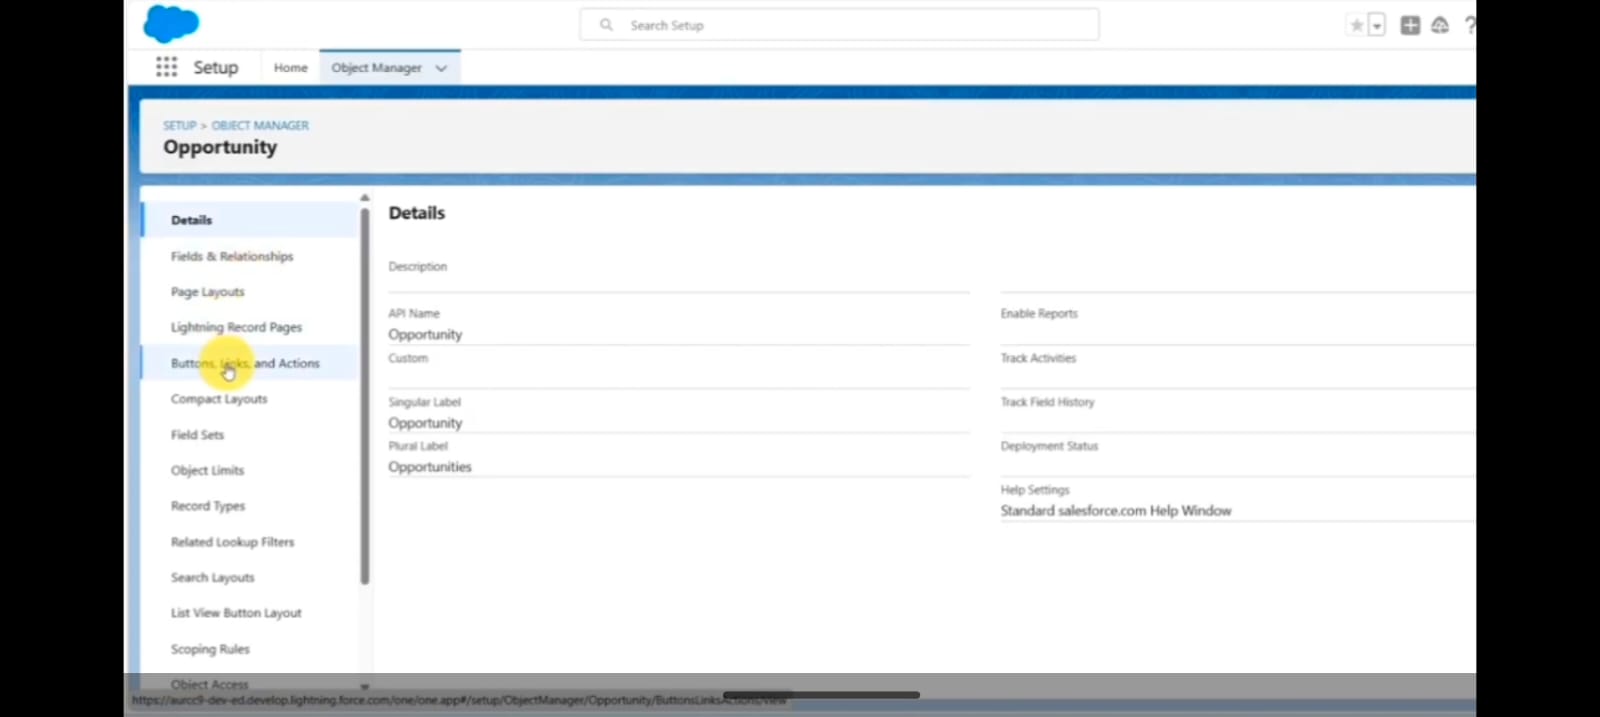 Search Setup
Setup
Home
Object Manager
SETUP > OBJECT MANAGER
Opportunity
Details
Fields & Relationships
Page Layouts
Lightning Record Pages
Buttons, Links, and Actions
Compact Layouts
Field Sets
Object Limits
Record Types
Related Lookup Filters
Search Layouts
List View Button Layout
Scoping Rules
Object Access
Details
Description
API Name
Opportunity
Custom
Singular Label
Opportunity
Plural Label
Opportunities
Enable Reports
Track Activities
Track Field History
Deployment Status
Help Settings
Standard salesforce.com Help Window
https://aurcc9-dev-ed.develop.lightning.force.com/one/one.app#/setup/ObjectManager/Opportunity/ButtonsLinksActions/view